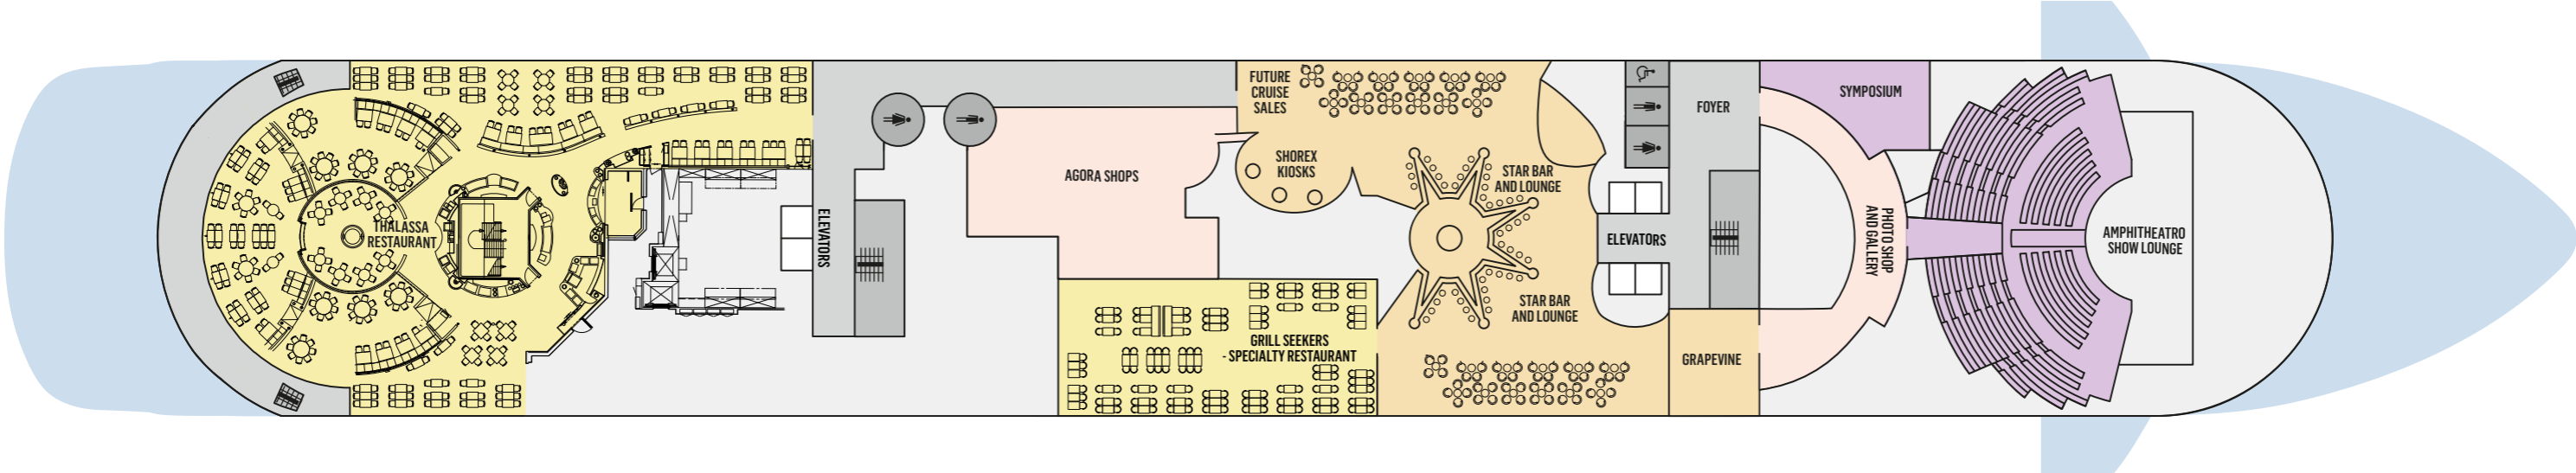 THALASSA
RESTAURANT
ELEVATORS
AGORA SHOPS
FUTURE
CRUISE
SALES
SHOREX
KIOSKS
GRILL SEEKERS
- SPECIALTY RESTAURANT
STAR BAR
AND LOUNGE
STAR BAR
AND LOUNGE
ELEVATORS
FOYER
GRAPEVINE
SYMPOSIUM
PHOTO SHOP
AND GALLERY
AMPHITHEATRO
SHOW LOUNGE